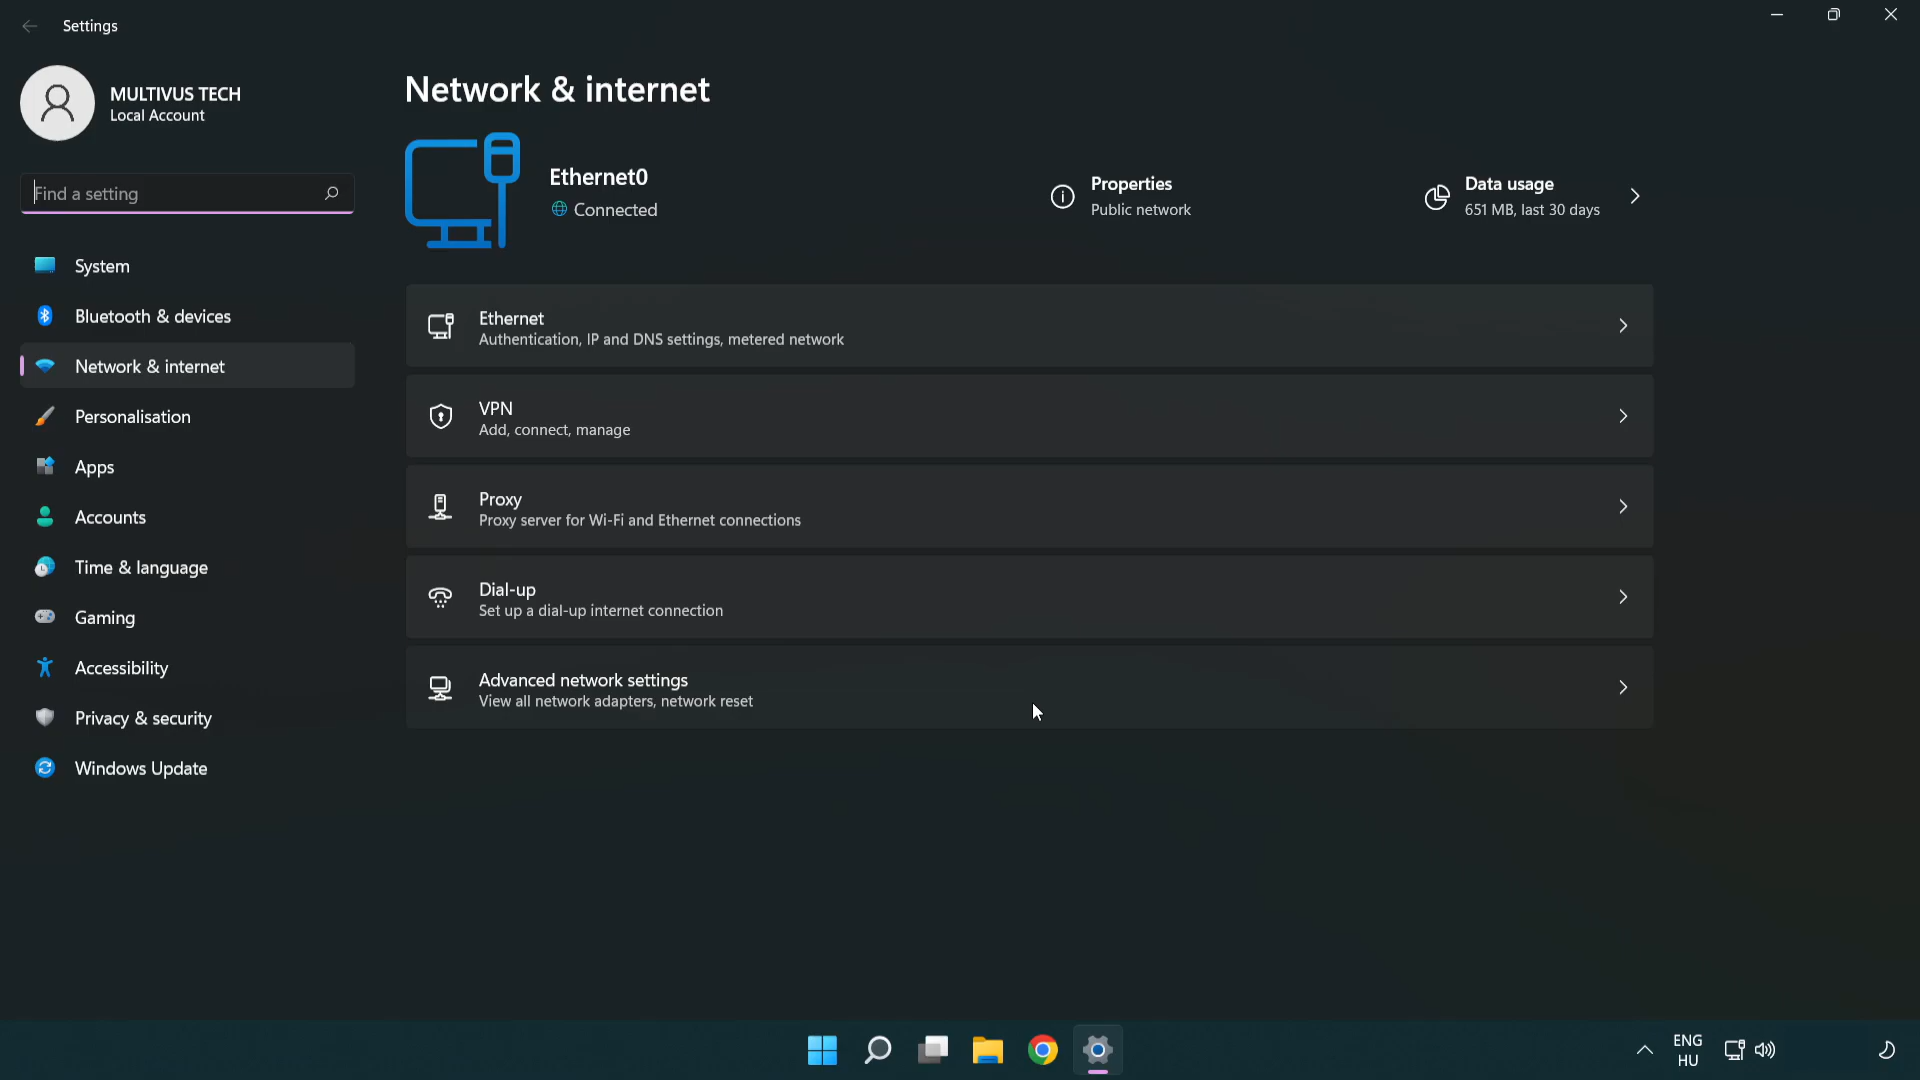 Settings
MULTIVUS TECH
Local Account
Find a setting
System
Bluetooth & devices
Network & internet
Personalisation
Apps
Accounts
Time & language
Gaming
Accessibility
Privacy & security
Windows Update
Network & internet
Ethernet0
Connected
Properties
Public network
Data usage
651 MB, last 30 days
Ethernet
Authentication, IP and DNS settings, metered network
VPN
Add, connect, manage
Proxy
Proxy server for Wi-Fi and Ethernet connections
Dial-up
Set up a dial-up internet connection
Advanced network settings
View all network adapters, network reset
ENG
HU